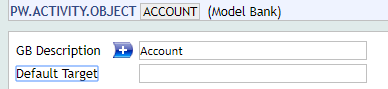 PW.ACTIVITY.OBJECT ACCOUNT (Model Bank)
GB Description Account
Default Target